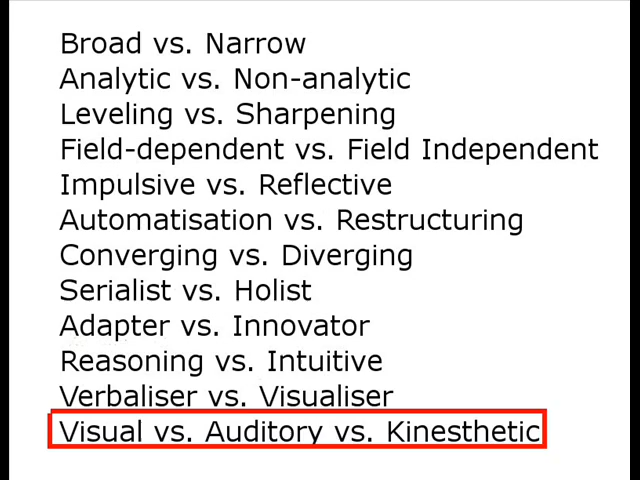 Broad vs. Narrow
Analytic vs. Non-analytic
Leveling vs. Sharpening
Field-dependent vs. Field Independent
Impulsive vs. Reflective
Automatisation vs. Restructuring
Converging vs. Diverging
Serialist vs. Holist
Adapter vs. Innovator
Reasoning vs. Intuitive
Verbaliser vs. Visualiser
Visual vs. Auditory vs. Kinesthetic